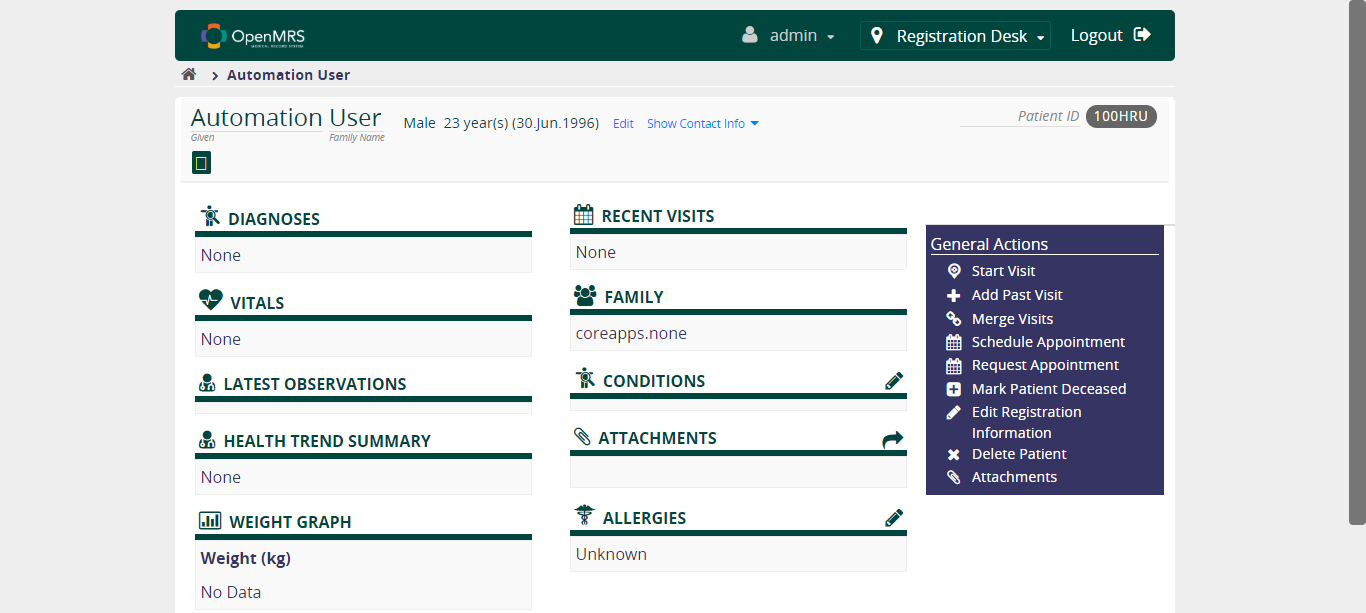 OpenMRS
MEDICAL RECORD SYSTEM
admin
Registration Desk
Logout
Automation User
Automation User
Given Family Name
Male 23 year(s) (30.Jun.1996) Edit Show Contact Info
Patient ID 100HRU
DIAGNOSES
None
VITALS
None
LATEST OBSERVATIONS
HEALTH TREND SUMMARY
None
WEIGHT GRAPH
Weight (kg)
No Data
RECENT VISITS
None
FAMILY
coreapps.none
CONDITIONS
ATTACHMENTS
ALLERGIES
Unknown
General Actions
Start Visit
Add Past Visit
Merge Visits
Schedule Appointment
Request Appointment
Mark Patient Deceased
Edit Registration
Information
Delete Patient
Attachments